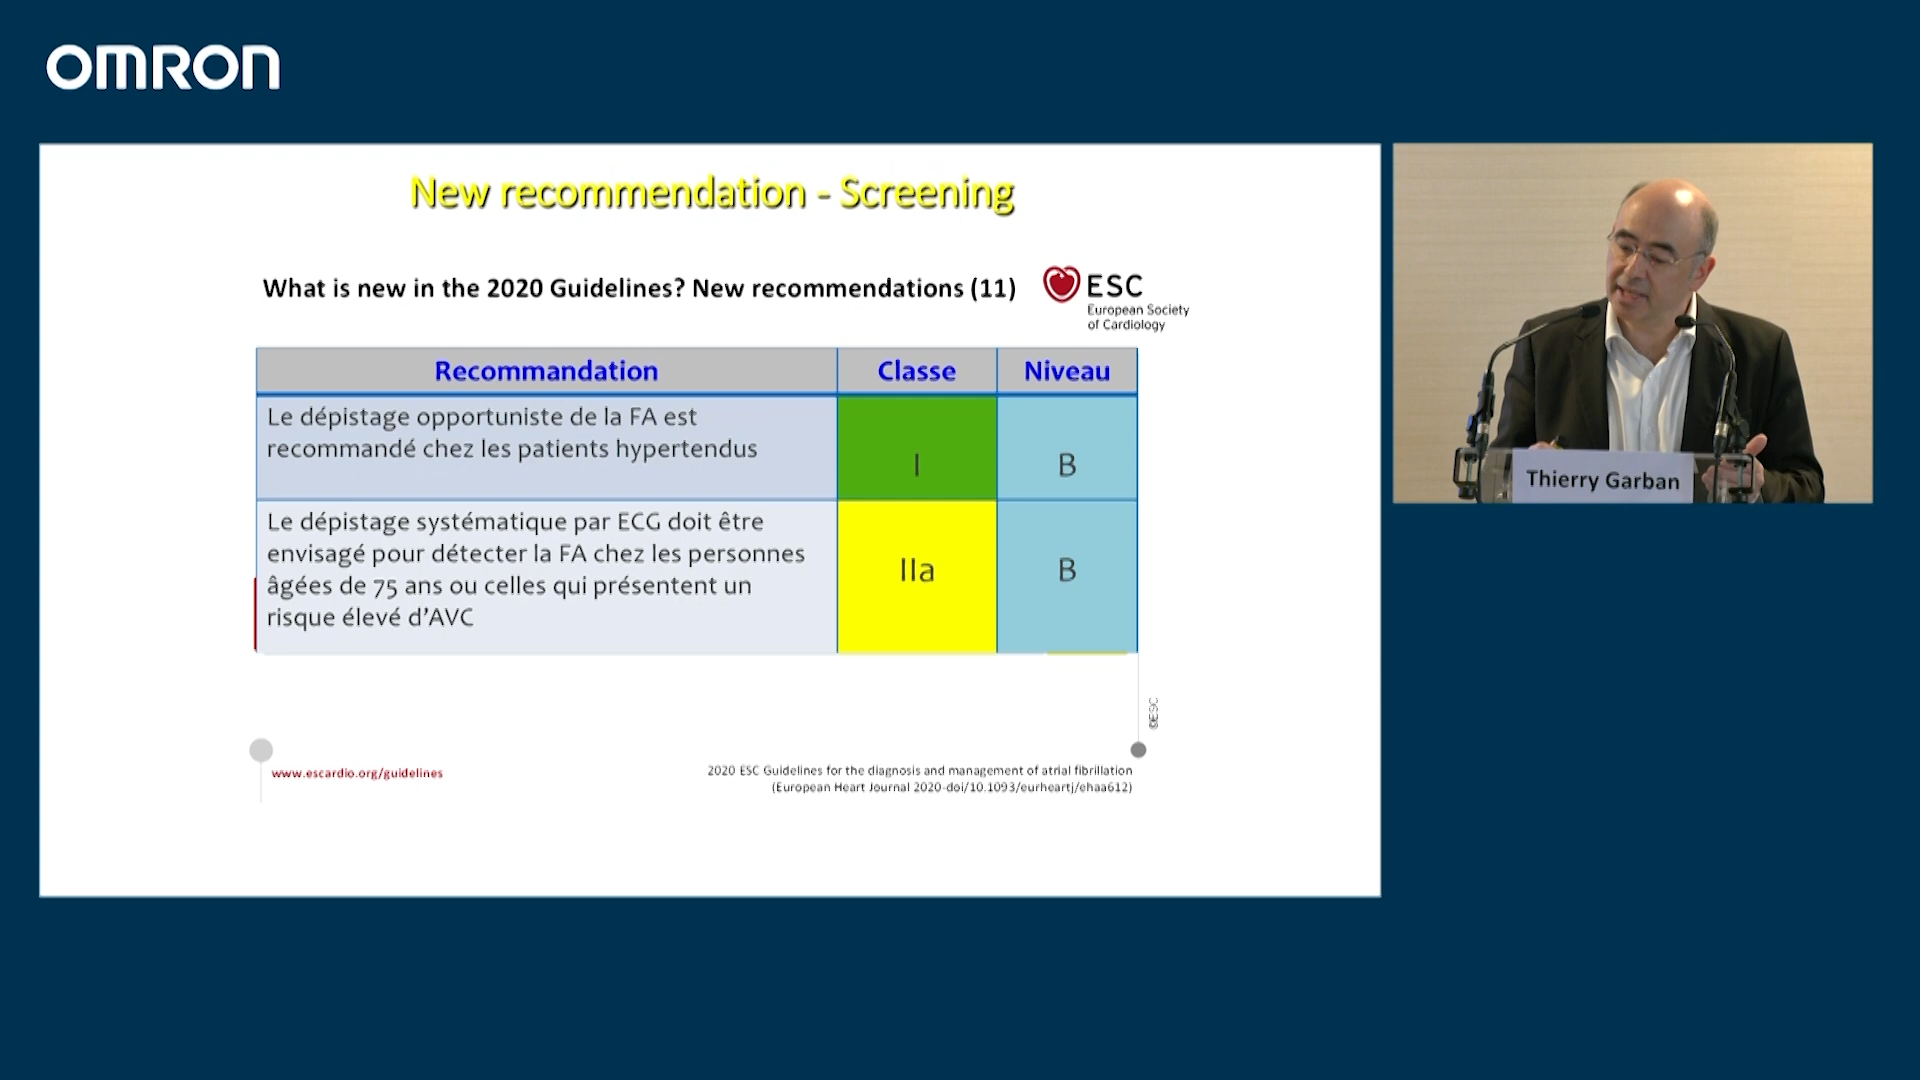 OMRON
New recommendation - Screening
What is new in the 2020 Guidelines? New recommendations (11)
ESC
European Society
of Cardiology
Recommandation Classe Niveau
Le dépistage opportuniste de la FA est
recommandé chez les patients hypertendus
I B
Le dépistage systématique par ECG doit être
envisagé pour détecter la FA chez les personnes
âgées de 75 ans ou celles qui présentent un
risque élevé d'AVC
IIa B
©ESC
www.escardio.org/guidelines
2020 ESC Guidelines for the diagnosis and management of atrial fibrillation
(European Heart Journal 2020-doi/10.1093/eurheartj/ehaa612)
Thierry Garban